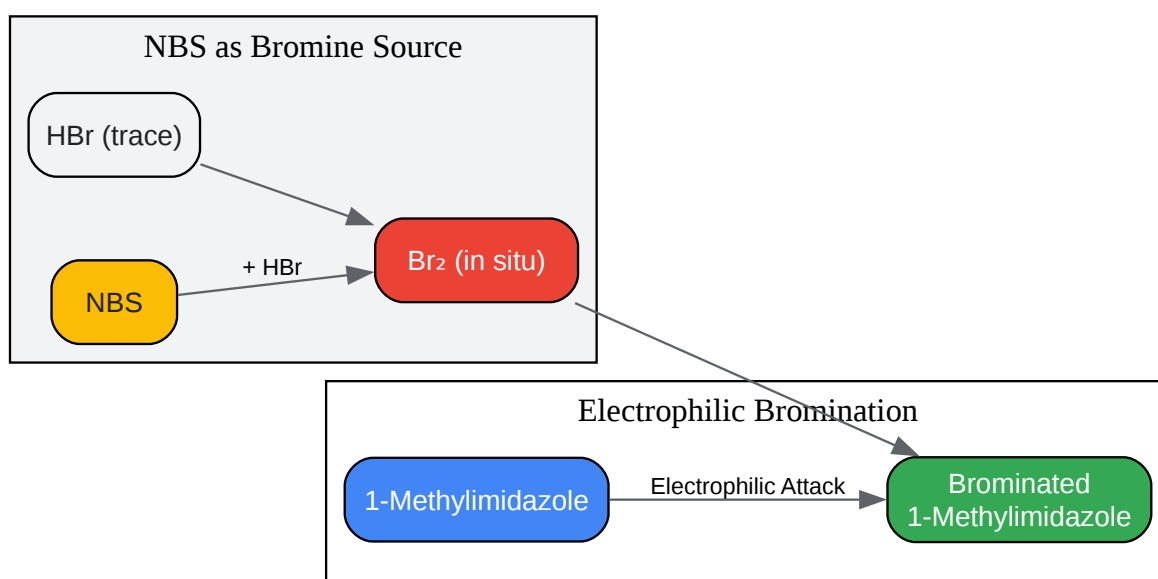 NBS as Bromine Source
HBr (trace)
+ HBr
Br₂ (in situ)
NBS
Electrophilic Bromination
1-Methylimidazole
Electrophilic Attack
Brominated
1-Methylimidazole